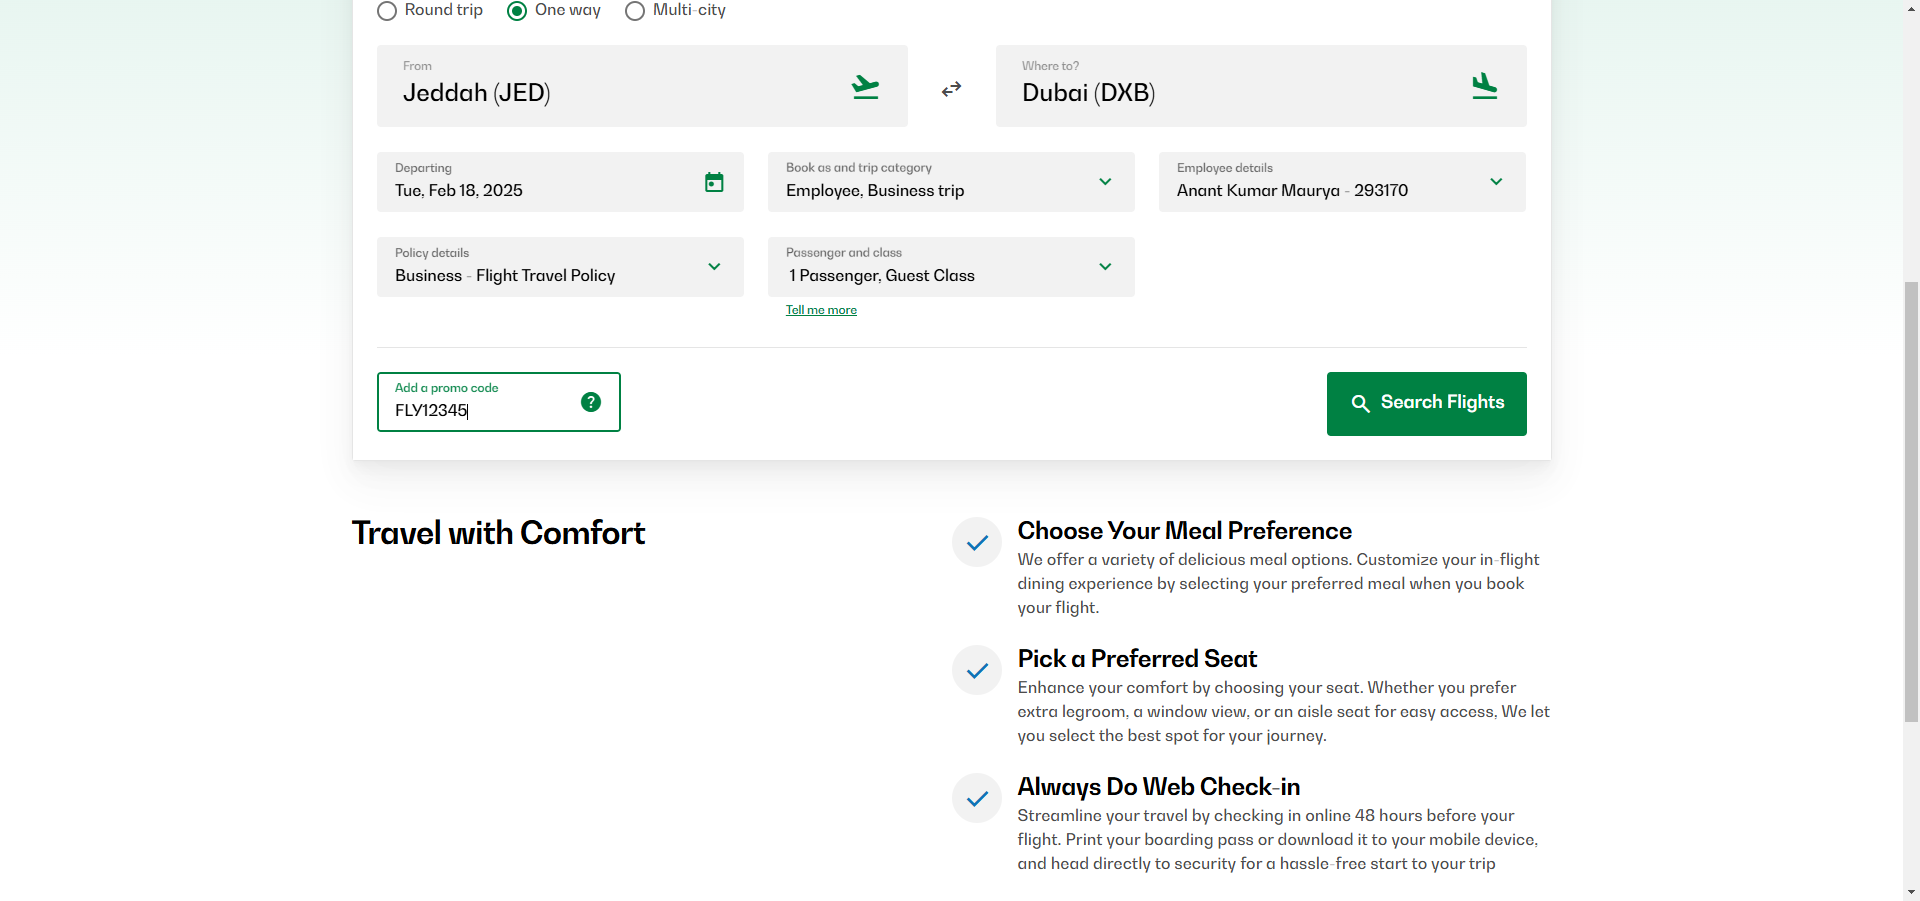 Round trip One way Multi-city
From
Jeddah (JED)
Where to?
Dubai (DXB)
Departing
Tue, Feb 18, 2025
Book as and trip category
Employee, Business trip
Employee details
Anant Kumar Maurya - 293170
Policy details
Business - Flight Travel Policy
Passenger and class
1 Passenger, Guest Class
Tell me more
Add a promo code
FLY12345
?
Search Flights
Travel with Comfort
Choose Your Meal Preference
We offer a variety of delicious meal options. Customize your in-flight
dining experience by selecting your preferred meal when you book
your flight.
Pick a Preferred Seat
Enhance your comfort by choosing your seat. Whether you prefer
extra legroom, a window view, or an aisle seat for easy access, We let
you select the best spot for your journey.
Always Do Web Check-in
Streamline your travel by checking in online 48 hours before your
flight. Print your boarding pass or download it to your mobile device,
and head directly to security for a hassle-free start to your trip